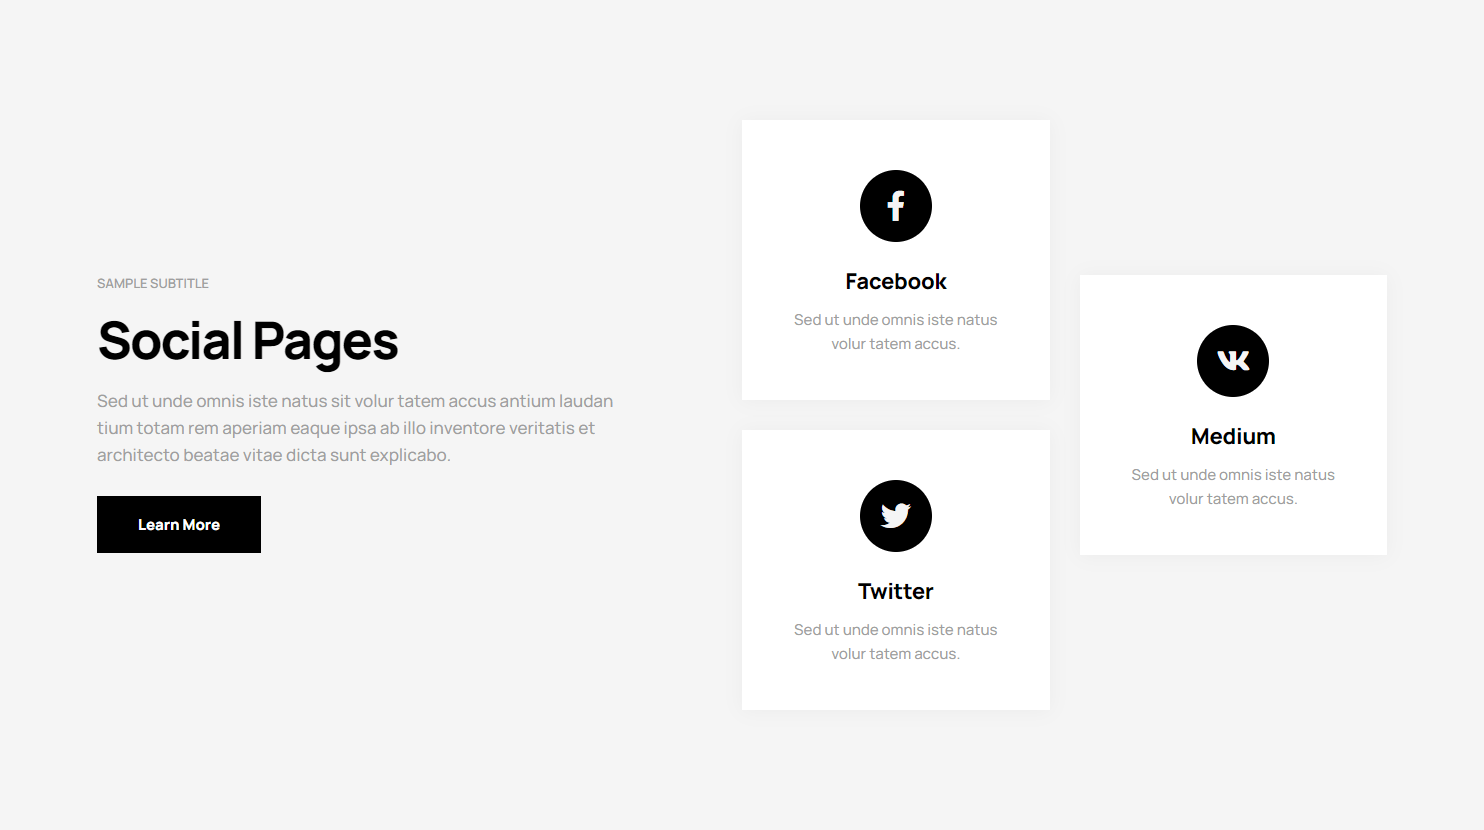 SAMPLE SUBTITLE
Social Pages
Sed ut unde omnis iste natus sit volur tatem accus antium laudan
tium totam rem aperiam eaque ipsa ab illo inventore veritatis et
architecto beatae vitae dicta sunt explicabo.
Learn More
Facebook
Sed ut unde omnis iste natus
volur tatem accus.
Twitter
Sed ut unde omnis iste natus
volur tatem accus.
Medium
Sed ut unde omnis iste natus
volur tatem accus.